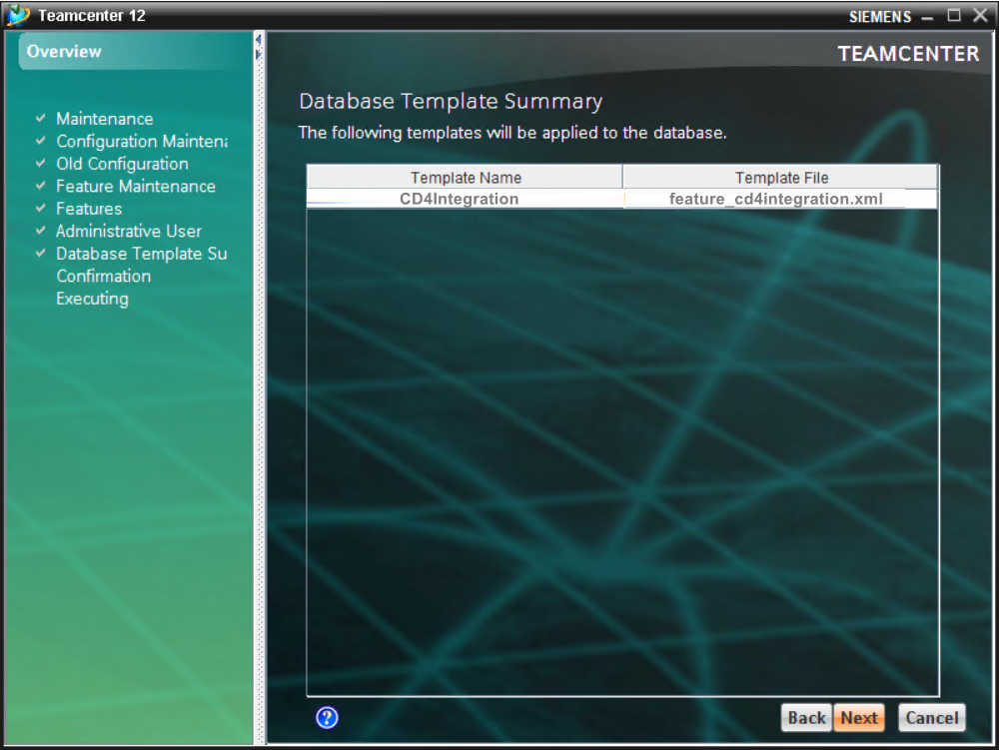 Teamcenter 12
SIEMENS
Overview
TEAMCENTER
Maintenance
Configuration Maintena
Old Configuration
Feature Maintenance
Features
Administrative User
Database Template Su
Confirmation
Executing
Database Template Summary
The following templates will be applied to the database.
Template Name Template File
CD4Integration feature_cd4integration.xml
?
Back Next Cancel